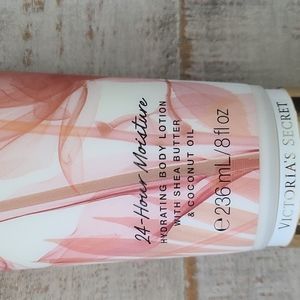 24-Hour Moisture
HYDRATING BODY LOTION
WITH SHEA BUTTER
& COCONUT OIL
℮236 mL/8 fl oz
VICTORIA'S SECRET